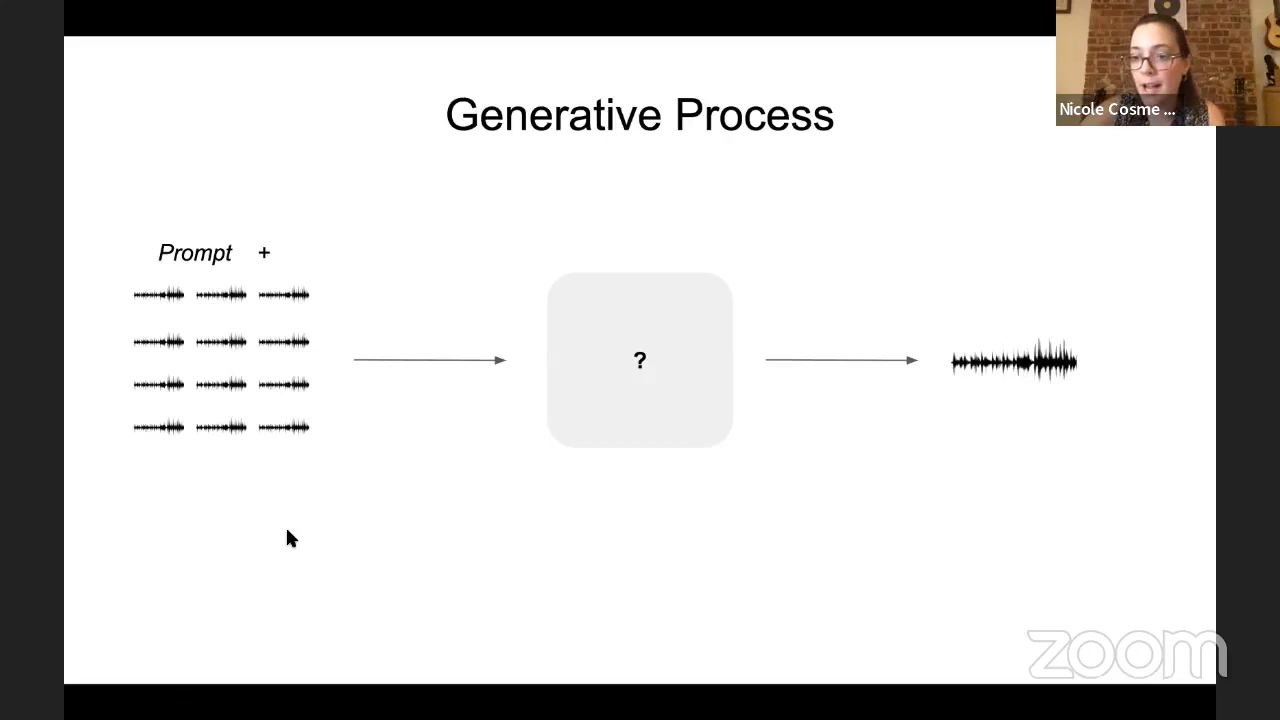 Generative Process
Nicole Cosme ...
Prompt +
?
zoom